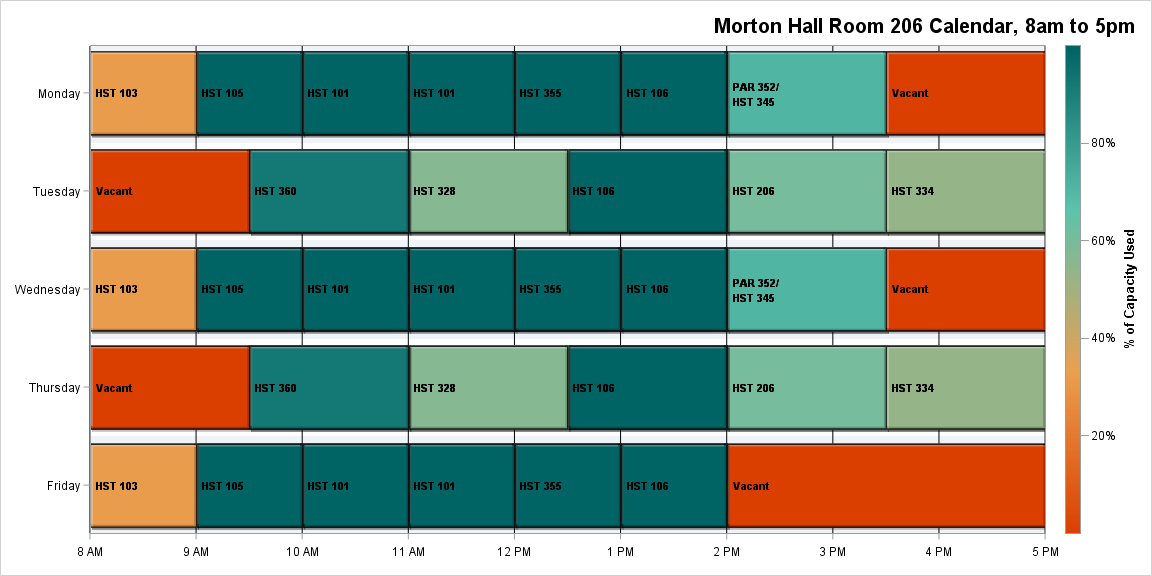 Morton Hall Room 206 Calendar, 8am to 5pm
Monday
HST 103
HST 105
HST 101
HST 101
HST 355
HST 106
PAR 352/
HST 345
Vacant
Tuesday
Vacant
HST 360
HST 328
HST 106
HST 206
HST 334
Wednesday
HST 103
HST 105
HST 101
HST 101
HST 355
HST 106
PAR 352/
HST 345
Vacant
Thursday
Vacant
HST 360
HST 328
HST 106
HST 206
HST 334
Friday
HST 103
HST 105
HST 101
HST 101
HST 355
HST 106
Vacant
8 AM
9 AM
10 AM
11 AM
12 PM
1 PM
2 PM
3 PM
4 PM
5 PM
80%
60%
40%
20%
% of Capacity Used